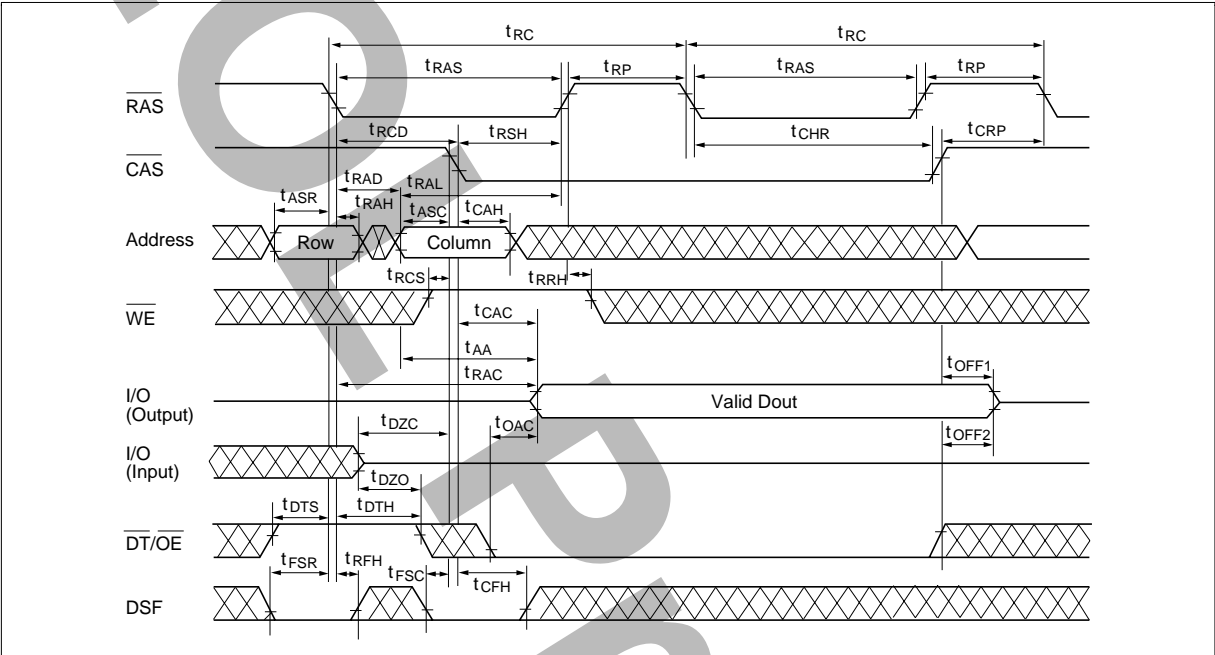 tRC tRC
tRAS tRP tRAS tRP
RAS
tRCD tRSH tCHR tCRP
CAS
tRAD tRAL
tASR tRAH tASC tCAH
Address Row Column
tRCS tRRH
WE
tCAC
tAA
tRAC tOFF1
I/O
(Output) Valid Dout
tDZC tOAC tOFF2
I/O
(Input)
tDZO
tDTS tDTH
DT/OE
tFSR tRFH tFSC tCFH
DSF